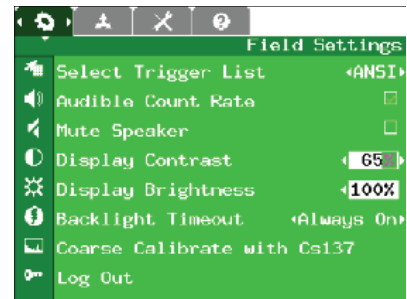 Field Settings
Select Trigger List ANSI
Audible Count Rate
Mute Speaker
Display Contrast 65%
Display Brightness 100%
Backlight Timeout Always On
Coarse Calibrate with Cs137
Log Out